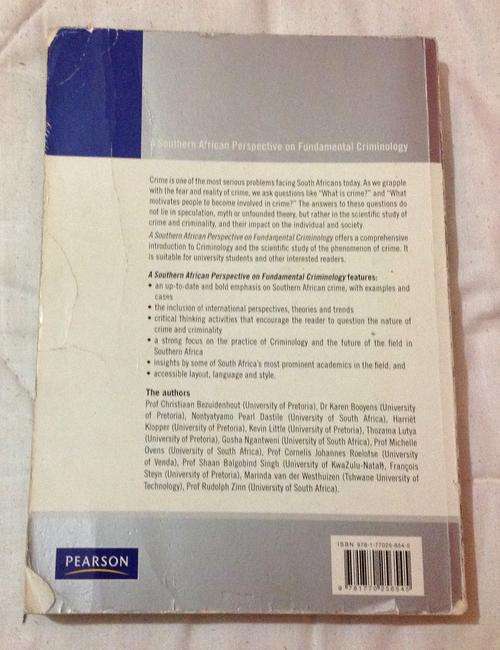 A Southern African Perspective on Fundamental Criminology
Crime is one of the most serious problems facing South Africans today. As we grapple
with the fear and reality of crime, we ask questions like "What is crime?" and "What
motivates people to become involved in crime?" The answers to these questions do
not lie in speculation, myth or unfounded theory, but rather in the scientific study of
crime and criminality, and their impact on the individual and society.
A Southern African Perspective on Fundamental Criminology offers a comprehensive
introduction to Criminology and the scientific study of the phenomenon of crime. It
is suitable for university students and other interested readers.
A Southern African Perspective on Fundamental Criminology features:
• an up-to-date and bold emphasis on Southern African crime, with examples and
cases
• the inclusion of international perspectives, theories and trends
• critical thinking activities that encourage the reader to question the nature of
crime and criminality
• a strong focus on the practice of Criminology and the future of the field in
Southern Africa
• insights by some of South Africa's most prominent academics in the field, and
• accessible layout, language and style.
The authors
Prof Christiaan Bezuidenhout (University of Pretoria), Dr Karen Booyens (University
of Pretoria), Nontyatyamo Pearl Dastile (University of South Africa), Harriët
Klopper (University of Pretoria), Kevin Little (University of Pretoria), Thozama Lutya
(University of Pretoria), Gosha Ngantweni (University of South Africa), Prof Michelle
Ovens (University of South Africa), Prof Cornelis Johannes Roelofse (University
of Venda), Prof Shaan Balgobind Singh (University of KwaZulu-Natal), François
Steyn (University of Pretoria), Marinda van der Westhuizen (Tshwane University of
Technology), Prof Rudolph Zinn (University of South Africa).
PEARSON
ISBN 978-1-77025-654-5
9 781770 256545